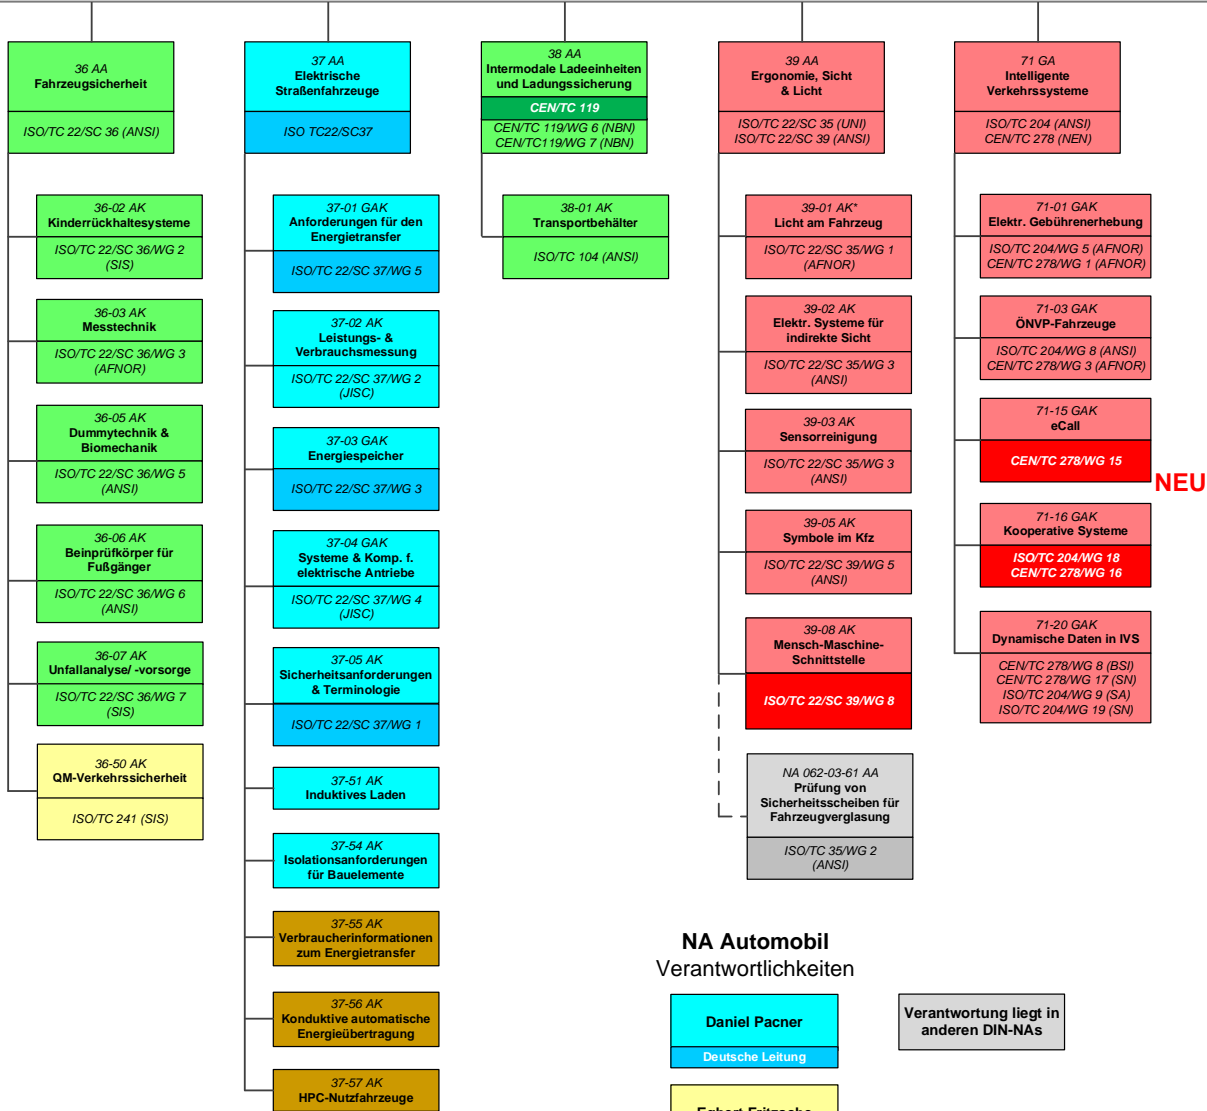 36 AA
Fahrzeugsicherheit
ISO/TC 22/SC 36 (ANSI)
36-02 AK
Kinderrückhaltesysteme
ISO/TC 22/SC 36/WG 2
(SIS)
36-03 AK
Messtechnik
ISO/TC 22/SC 36/WG 3
(AFNOR)
36-05 AK
Dummytechnik &
Biomechanik
ISO/TC 22/SC 36/WG 5
(ANSI)
36-06 AK
Beinprüfkörper für
Fußgänger
ISO/TC 22/SC 36/WG 6
(ANSI)
36-07 AK
Unfallanalyse/ -vorsorge
ISO/TC 22/SC 36/WG 7
(SIS)
36-50 AK
QM-Verkehrssicherheit
ISO/TC 241 (SIS)
37 AA
Elektrische
Straßenfahrzeuge
ISO TC22/SC37
37-01 GAK
Anforderungen für den
Energietransfer
ISO/TC 22/SC 37/WG 5
37-02 AK
Leistungs- &
Verbrauchsmessung
ISO/TC 22/SC 37/WG 2
(JISC)
37-03 GAK
Energiespeicher
ISO/TC 22/SC 37/WG 3
37-04 GAK
Systeme & Komp. f.
elektrische Antriebe
ISO/TC 22/SC 37/WG 4
(JISC)
37-05 AK
Sicherheitsanforderungen
& Terminologie
ISO/TC 22/SC 37/WG 1
37-51 AK
Induktives Laden
37-54 AK
Isolationsanforderungen
für Bauelemente
37-55 AK
Verbraucherinformationen
zum Energietransfer
37-56 AK
Konduktive automatische
Energieübertragung
37-57 AK
HPC-Nutzfahrzeuge
38 AA
Intermodale Ladeeinheiten
und Ladungssicherung
CEN/TC 119
CEN/TC 119/WG 6 (NBN)
CEN/TC119/WG 7 (NBN)
38-01 AK
Transportbehälter
ISO/TC 104 (ANSI)
39 AA
Ergonomie, Sicht
& Licht
ISO/TC 22/SC 35 (UNI)
ISO/TC 22/SC 39 (ANSI)
39-01 AK*
Licht am Fahrzeug
ISO/TC 22/SC 35/WG 1
(AFNOR)
39-02 AK
Elektr. Systeme für
indirekte Sicht
ISO/TC 22/SC 35/WG 3
(ANSI)
39-03 AK
Sensorreinigung
ISO/TC 22/SC 35/WG 3
(ANSI)
39-05 AK
Symbole im Kfz
ISO/TC 22/SC 39/WG 5
(ANSI)
39-08 AK
Mensch-Maschine-
Schnittstelle
ISO/TC 22/SC 39/WG 8
NA 062-03-61 AA
Prüfung von
Sicherheitsscheiben für
Fahrzeugverglasung
ISO/TC 35/WG 2
(ANSI)
71 GA
Intelligente
Verkehrssysteme
ISO/TC 204 (ANSI)
CEN/TC 278 (NEN)
71-01 GAK
Elektr. Gebührenerhebung
ISO/TC 204/WG 5 (AFNOR)
CEN/TC 278/WG 1 (AFNOR)
71-03 GAK
ÖNVP-Fahrzeuge
ISO/TC 204/WG 8 (ANSI)
CEN/TC 278/WG 3 (AFNOR)
71-15 GAK
eCall
CEN/TC 278/WG 15
NEU
71-16 GAK
Kooperative Systeme
ISO/TC 204/WG 18
CEN/TC 278/WG 16
71-20 GAK
Dynamische Daten in IVS
CEN/TC 278/WG 8 (BSI)
CEN/TC 278/WG 17 (SN)
ISO/TC 204/WG 9 (SA)
ISO/TC 204/WG 19 (SN)
NA Automobil
Verantwortlichkeiten
Daniel Pacner
Deutsche Leitung
Verantwortung liegt in
anderen DIN-NAs
Egbert Fritzsche